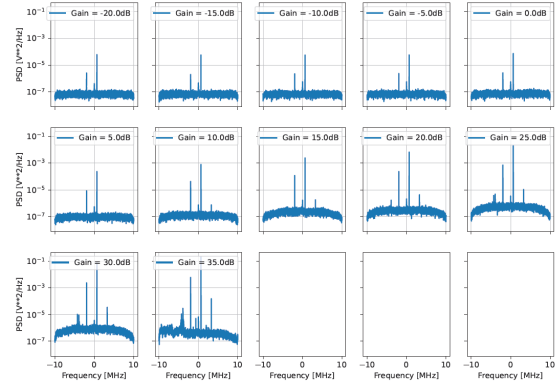 Gain = -20.0dB
Gain = -15.0dB
Gain = -10.0dB
Gain = -5.0dB
Gain = 0.0dB
PSD [V**2/Hz]
10⁻¹
10⁻³
10⁻⁵
10⁻⁷
Gain = 5.0dB
Gain = 10.0dB
Gain = 15.0dB
Gain = 20.0dB
Gain = 25.0dB
PSD [V**2/Hz]
10⁻¹
10⁻³
10⁻⁵
10⁻⁷
Gain = 30.0dB
Gain = 35.0dB
PSD [V**2/Hz]
10⁻¹
10⁻³
10⁻⁵
10⁻⁷
−10 0 10 −10 0 10 −10 0 10 −10 0 10 −10 0 10
Frequency [MHz] Frequency [MHz] Frequency [MHz] Frequency [MHz] Frequency [MHz]